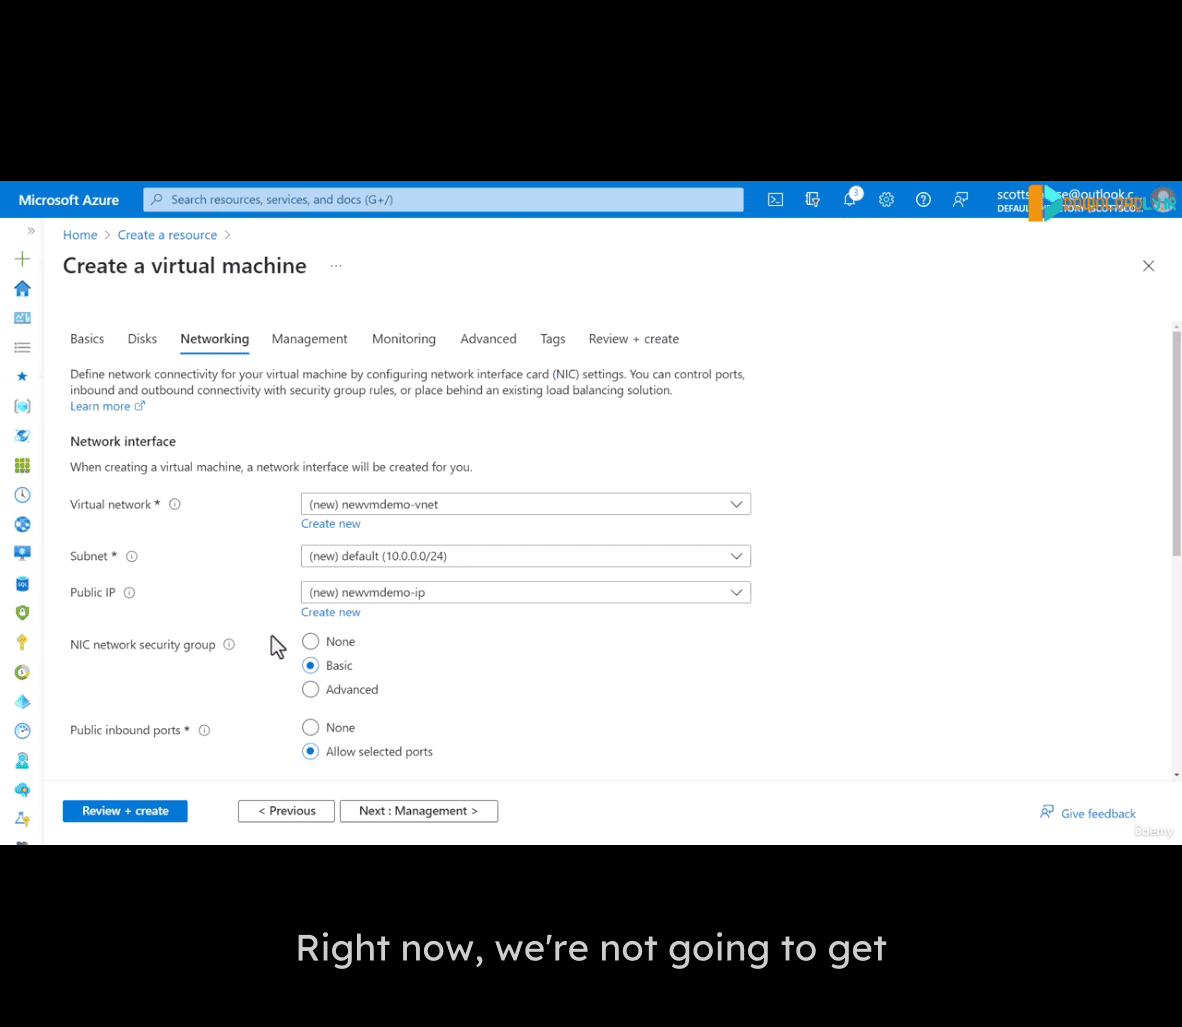 Microsoft Azure
Search resources, services, and docs (G+/)
3
Home > Create a resource >
Create a virtual machine ...
Basics Disks Networking Management Monitoring Advanced Tags Review + create
Define network connectivity for your virtual machine by configuring network interface card (NIC) settings. You can control ports,
inbound and outbound connectivity with security group rules, or place behind an existing load balancing solution.
Learn more
Network interface
When creating a virtual machine, a network interface will be created for you.
Virtual network * (new) newvmdemo-vnet
Create new
Subnet * (new) default (10.0.0.0/24)
Public IP (new) newvmdemo-ip
Create new
NIC network security group None
Basic
Advanced
Public inbound ports * None
Allow selected ports
Review + create < Previous Next : Management > Give feedback
ûdemy
Right now, we're not going to get